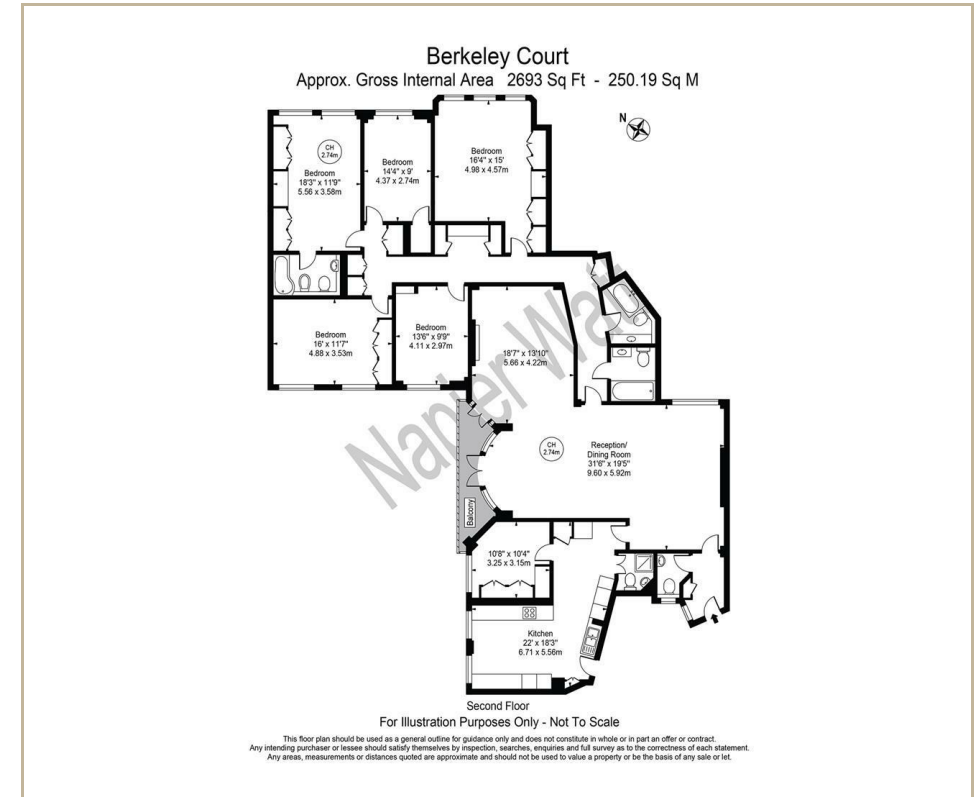 Berkeley Court
Approx. Gross Internal Area 2693 Sq Ft - 250.19 Sq M
N
CH
2.74m
Bedroom
18'3" x 11'9"
5.56 x 3.58m
Bedroom
14'4" x 9'
4.37 x 2.74m
Bedroom
16'4" x 15'
4.98 x 4.57m
Bedroom
16' x 11'7"
4.88 x 3.53m
Bedroom
13'6" x 9'9"
4.11 x 2.97m
18'7" x 13'10"
5.66 x 4.22m
CH
2.74m
Reception/
Dining Room
31'6" x 19'5"
9.60 x 5.92m
Balcony
10'8" x 10'4"
3.25 x 3.15m
Kitchen
22' x 18'3"
6.71 x 5.56m
Napier Watt
Second Floor
For Illustration Purposes Only - Not To Scale
This floor plan should be used as a general outline for guidance only and does not constitute in whole or in part an offer or contract.
Any intending purchaser or lessee should satisfy themselves by inspection, searches, enquiries and full survey as to the correctness of each statement.
Any areas, measurements or distances quoted are approximate and should not be used to value a property or be the basis of any sale or let.